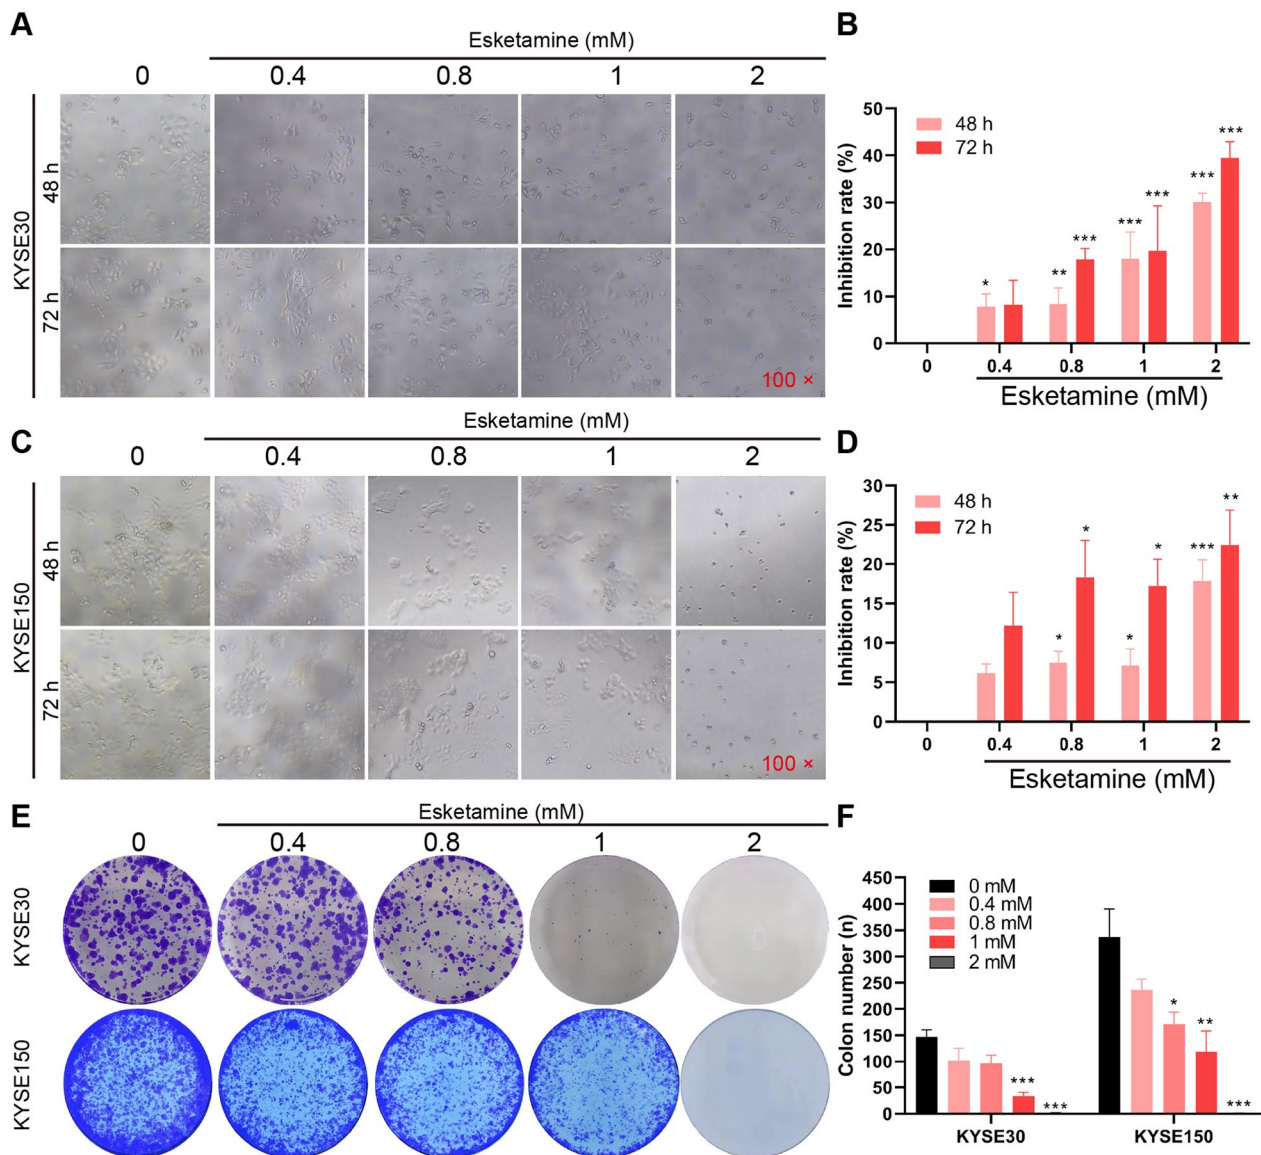 A
Esketamine (mM)
0 0.4 0.8 1 2
KYSE30
48 h
72 h
100 ×
B
Inhibition rate (%)
50
40
30
20
10
0
48 h
72 h
* ** *** *** *** *** ***
0 0.4 0.8 1 2
Esketamine (mM)
C
Esketamine (mM)
0 0.4 0.8 1 2
KYSE150
48 h
72 h
100 ×
D
Inhibition rate (%)
30
25
20
15
10
5
0
48 h
72 h
* * * * *** **
0 0.4 0.8 1 2
Esketamine (mM)
E
Esketamine (mM)
0 0.4 0.8 1 2
KYSE30
KYSE150
F
Colon number (n)
450
400
350
300
250
200
150
100
50
0
0 mM
0.4 mM
0.8 mM
1 mM
2 mM
*** *** * ** ***
KYSE30 KYSE150